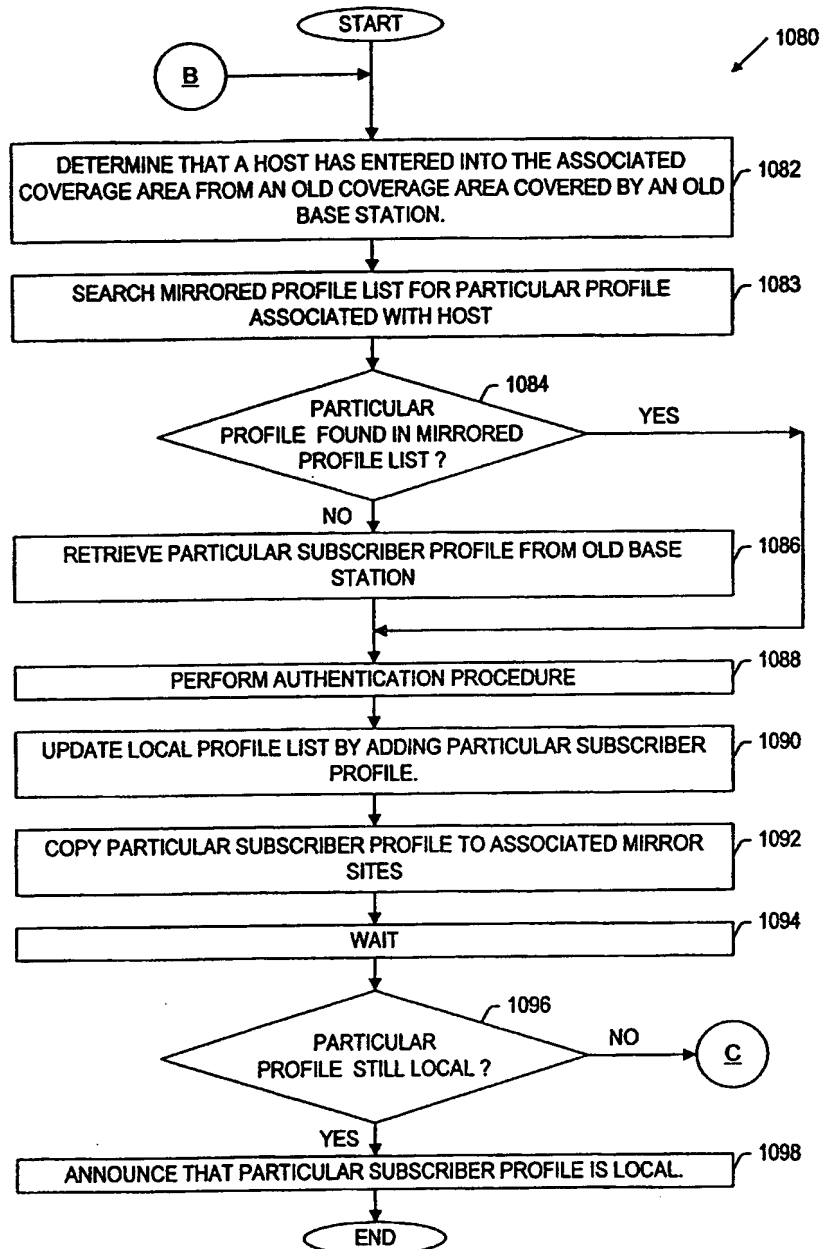 START
1080
B
DETERMINE THAT A HOST HAS ENTERED INTO THE ASSOCIATED
COVERAGE AREA FROM AN OLD COVERAGE AREA COVERED BY AN OLD
BASE STATION.
1082
SEARCH MIRRORED PROFILE LIST FOR PARTICULAR PROFILE
ASSOCIATED WITH HOST
1083
1084
PARTICULAR
PROFILE FOUND IN MIRRORED
PROFILE LIST ?
YES
NO
RETRIEVE PARTICULAR SUBSCRIBER PROFILE FROM OLD BASE
STATION
1086
PERFORM AUTHENTICATION PROCEDURE
1088
UPDATE LOCAL PROFILE LIST BY ADDING PARTICULAR SUBSCRIBER
PROFILE.
1090
COPY PARTICULAR SUBSCRIBER PROFILE TO ASSOCIATED MIRROR
SITES
1092
WAIT
1094
1096
PARTICULAR
PROFILE STILL LOCAL ?
NO
C
YES
ANNOUNCE THAT PARTICULAR SUBSCRIBER PROFILE IS LOCAL.
1098
END